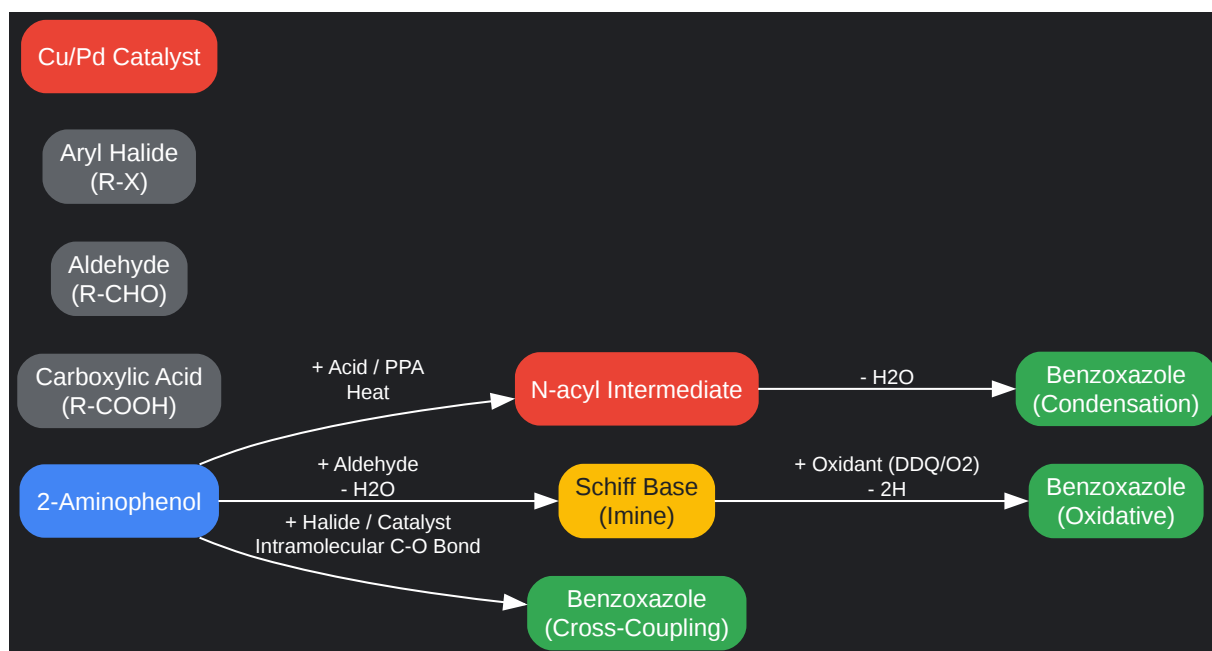 Cu/Pd Catalyst
Aryl Halide
(R-X)
Aldehyde
(R-CHO)
Carboxylic Acid
(R-COOH)
+ Acid / PPA
Heat
N-acyl Intermediate
- H2O
Benzoxazole
(Condensation)
2-Aminophenol
+ Aldehyde
- H2O
Schiff Base
(Imine)
+ Oxidant (DDQ/O2)
- 2H
Benzoxazole
(Oxidative)
+ Halide / Catalyst
Intramolecular C-O Bond
Benzoxazole
(Cross-Coupling)